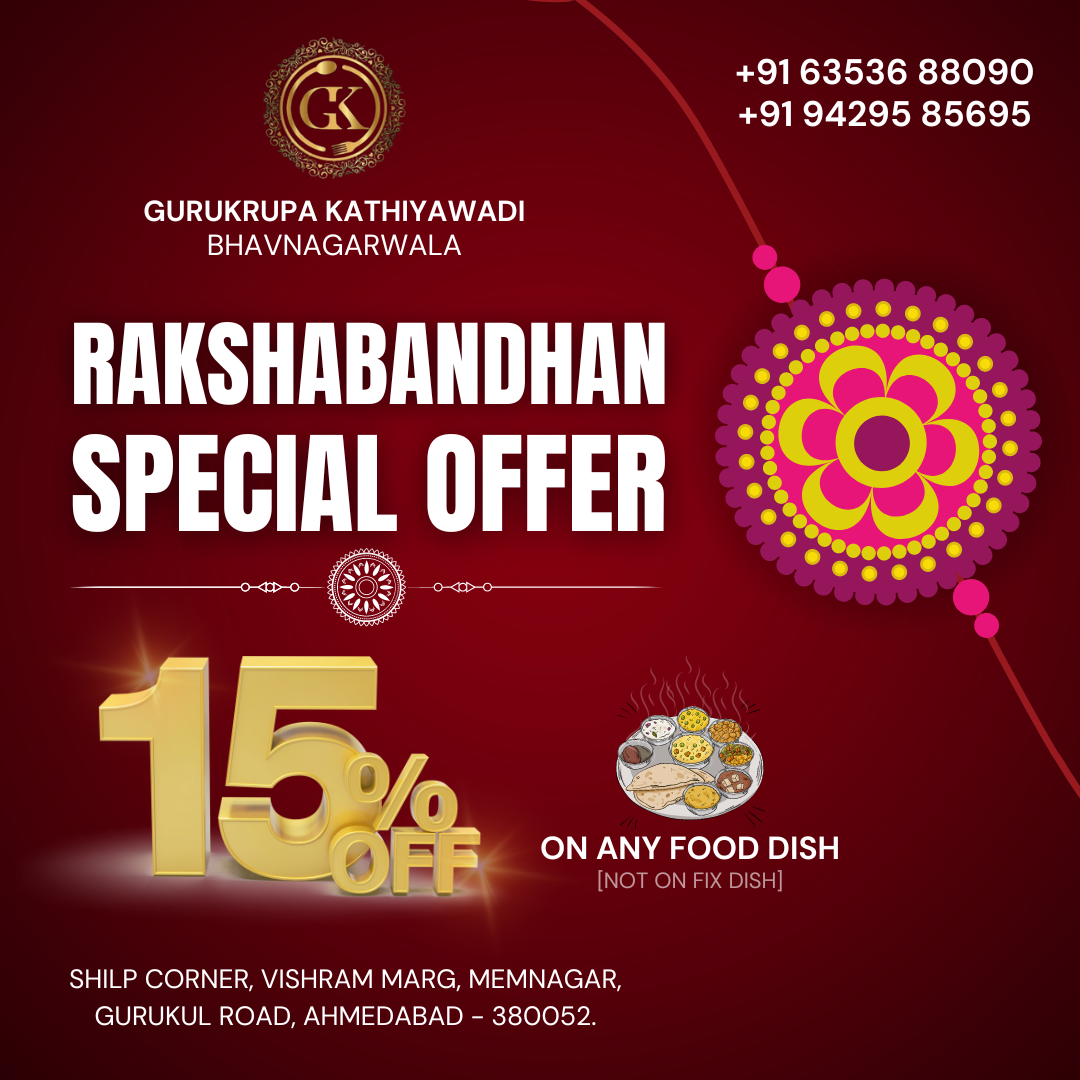 GK
+91 63536 88090
+91 94295 85695
GURUKRUPA KATHIYAWADI
BHAVNAGARWALA
RAKSHABANDHAN
SPECIAL OFFER
15%
OFF
ON ANY FOOD DISH
[NOT ON FIX DISH]
SHILP CORNER, VISHRAM MARG, MEMNAGAR,
GURUKUL ROAD, AHMEDABAD - 380052.